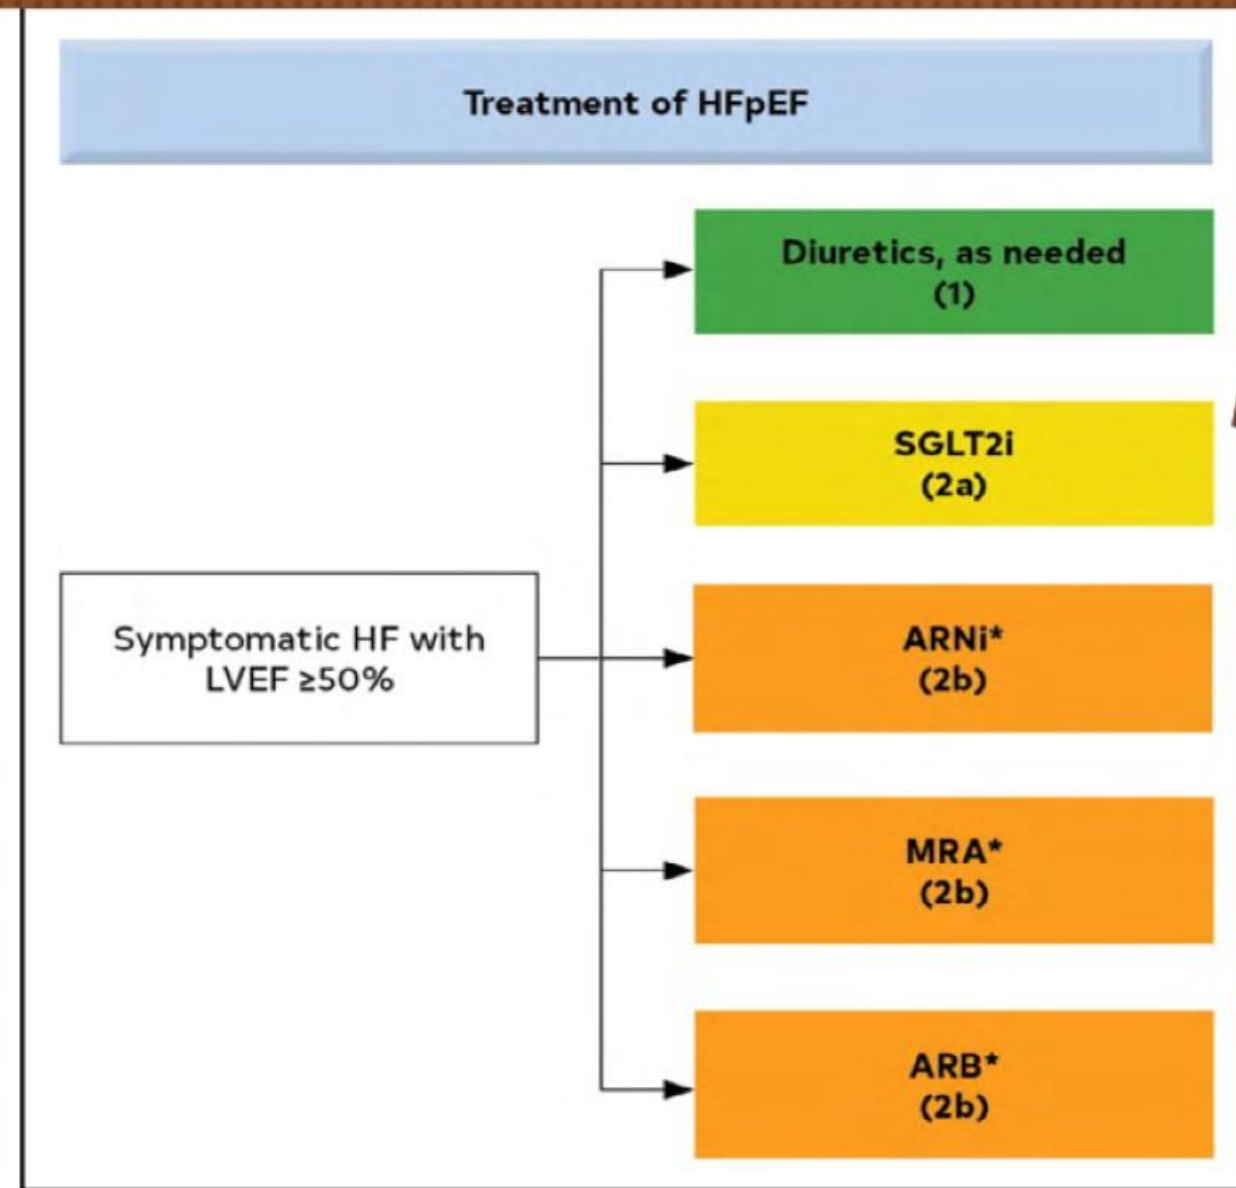 Treatment of HFpEF
Diuretics, as needed
(1)
SGLT2i
(2a)
Symptomatic HF with
LVEF ≥50%
ARNi*
(2b)
MRA*
(2b)
ARB*
(2b)